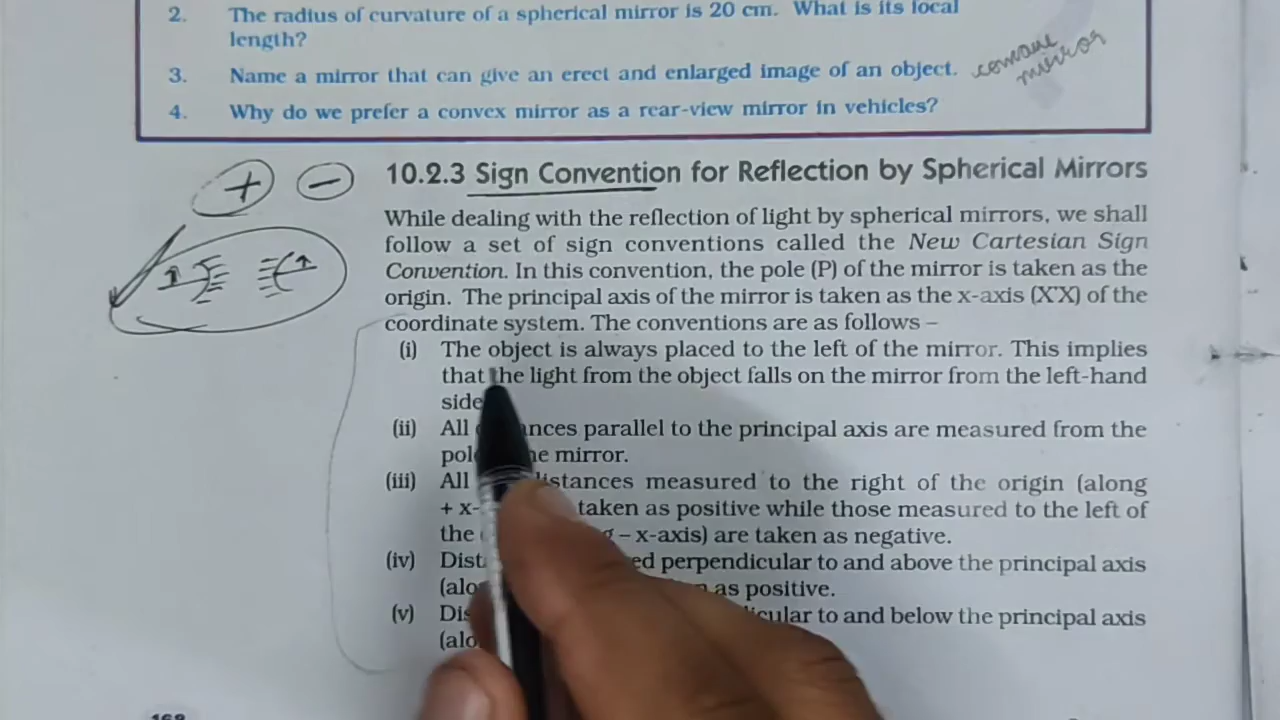 2. The radius of curvature of a spherical mirror is 20 cm. What is its focal
length?
3. Name a mirror that can give an erect and enlarged image of an object.
concave
mirror
4. Why do we prefer a convex mirror as a rear-view mirror in vehicles?
+ −
10.2.3 Sign Convention for Reflection by Spherical Mirrors
While dealing with the reflection of light by spherical mirrors, we shall
follow a set of sign conventions called the New Cartesian Sign
Convention. In this convention, the pole (P) of the mirror is taken as the
origin. The principal axis of the mirror is taken as the x-axis (X'X) of the
coordinate system. The conventions are as follows –
(i) The object is always placed to the left of the mirror. This implies
that the light from the object falls on the mirror from the left-hand
side
(ii) All parallel to the principal axis are measured from the
mirror.
(iii) All distances measured to the right of the origin (along
+ x- taken as positive while those measured to the left of
the – x-axis) are taken as negative.
(iv) perpendicular to and above the principal axis
as positive.
(v) to and below the principal axis
168